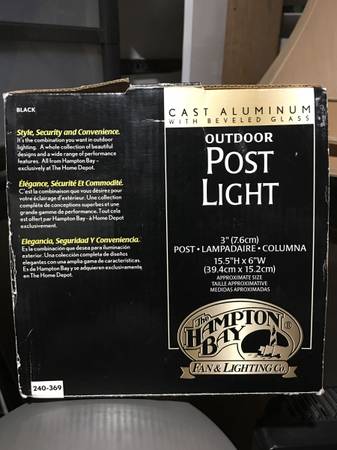 BLACK
Style, Security and Convenience.
It's the combination you want in outdoor
lighting. A whole collection of beautiful
designs and a wide range of performance
features. All from Hampton Bay –
exclusively at The Home Depot.
Élégance, Sécurité Et Commodité.
C'est la combinaison que vous désirez pour
votre éclairage d'extérieur. Une collection
complète de conceptions superbes et une
grande gamme de performance. Tout cela
est offert par Hampton Bay - à Home Depot
exclusivement.
Elegancia, Seguridad Y Conveniencia.
Es la combinación que desea para iluminación
exterior. Una colección completa de diseños
elegantes con una amplia gama de características.
Es de Hampton Bay y se adquieren exclusivamente
en The Home Depot.
240-369
CAST ALUMINUM
WITH BEVELED GLASS
OUTDOOR
POST
LIGHT
3" (7.6cm)
POST • LAMPADAIRE • COLUMNA
15.5"H x 6"W
(39.4cm x 15.2cm)
APPROXIMATE SIZE
TAILLE APPROXIMATIVE
MEDIDAS APROXIMADAS
The
HAMPTON
BAY
®
FAN & LIGHTING Co.